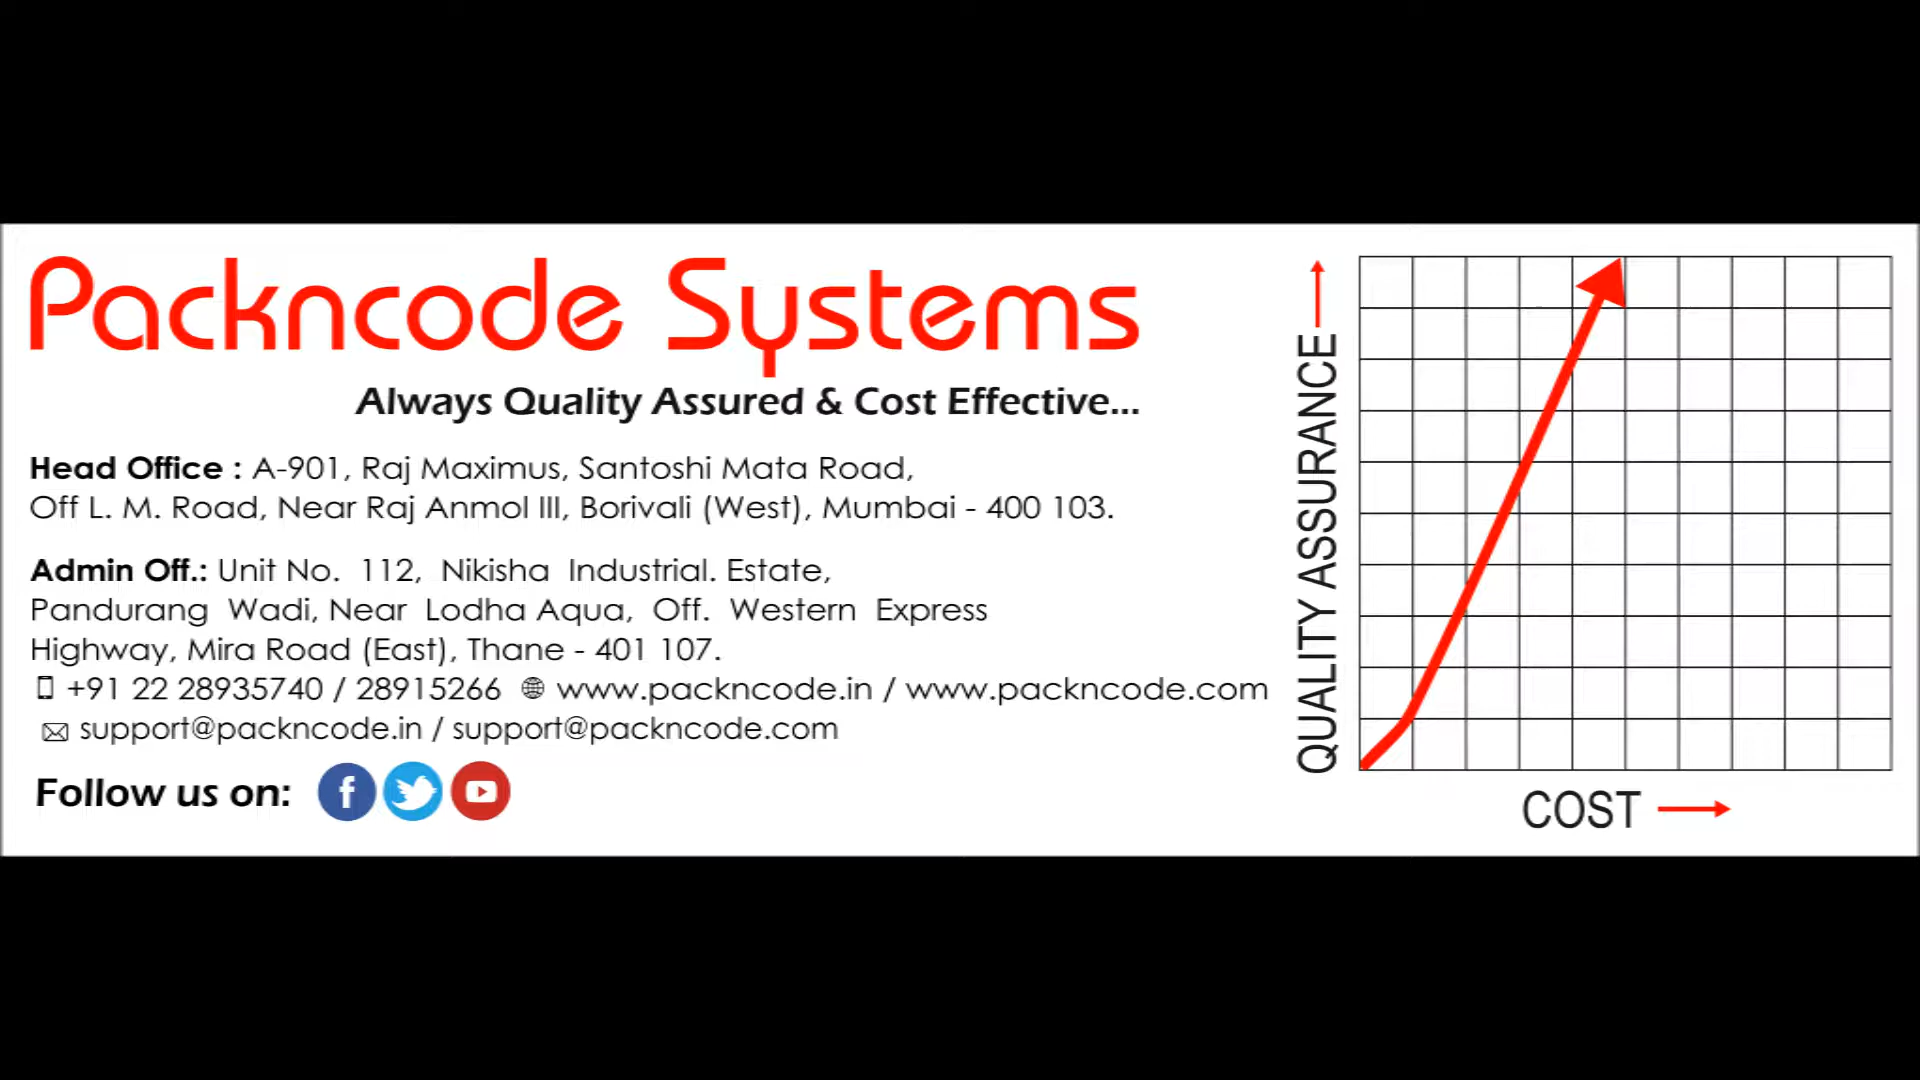 Packncode Systems
Always Quality Assured & Cost Effective...
Head Office : A-901, Raj Maximus, Santoshi Mata Road,
Off L. M. Road, Near Raj Anmol III, Borivali (West), Mumbai - 400 103.
Admin Off.: Unit No. 112, Nikisha Industrial. Estate,
Pandurang Wadi, Near Lodha Aqua, Off. Western Express
Highway, Mira Road (East), Thane - 401 107.
+91 22 28935740 / 28915266 www.packncode.in / www.packncode.com
support@packncode.in / support@packncode.com
Follow us on:
QUALITY ASSURANCE
COST